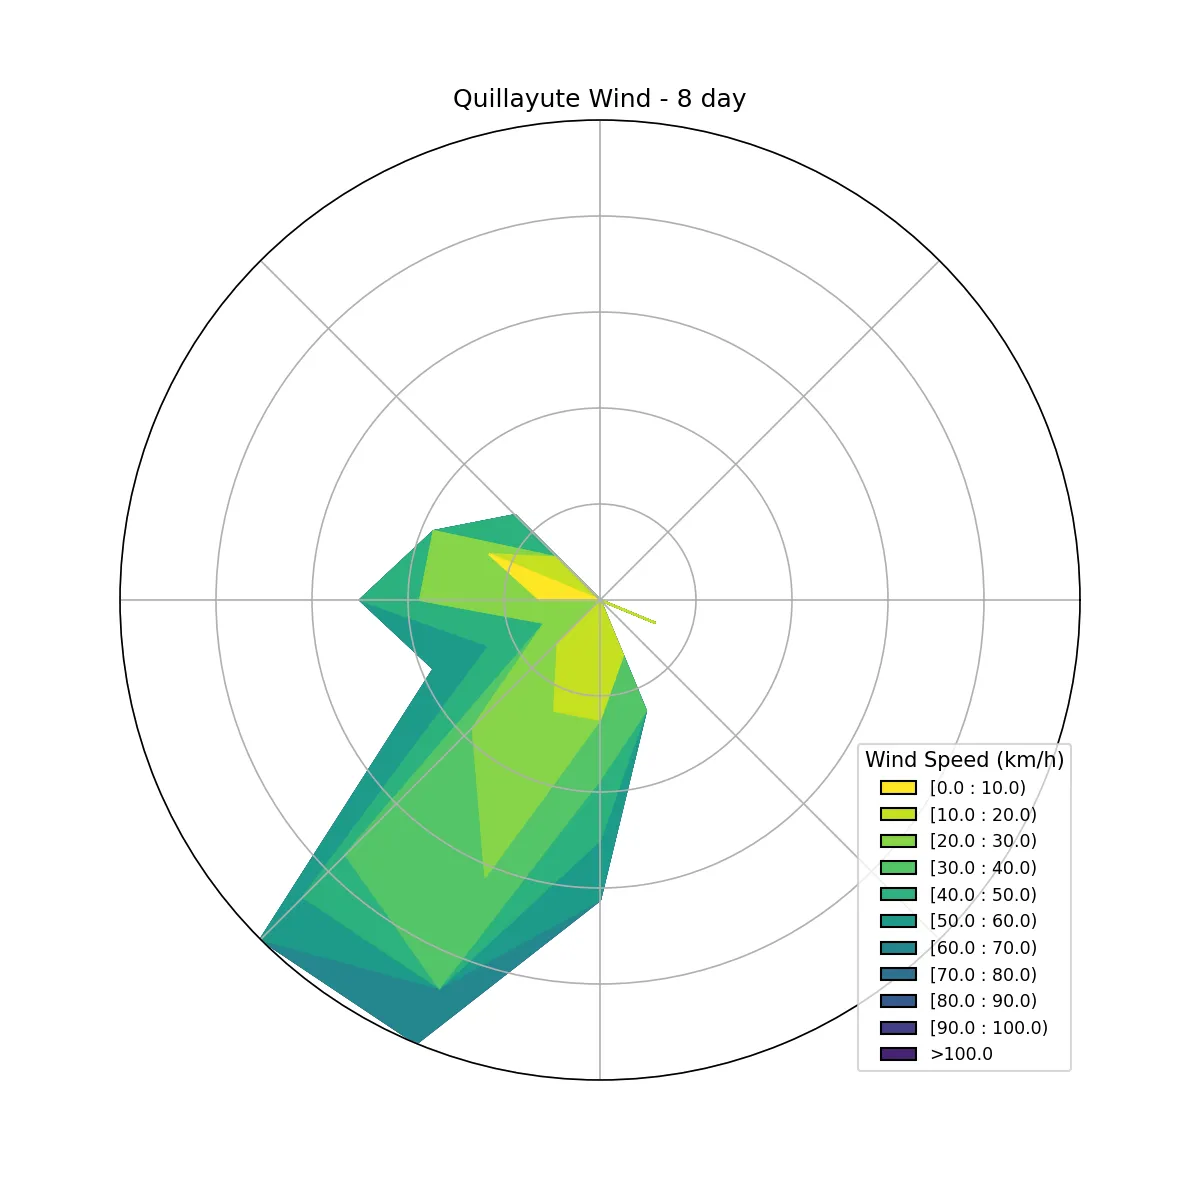 Quillayute Wind - 8 day
Wind Speed (km/h)
[0.0 : 10.0)
[10.0 : 20.0)
[20.0 : 30.0)
[30.0 : 40.0)
[40.0 : 50.0)
[50.0 : 60.0)
[60.0 : 70.0)
[70.0 : 80.0)
[80.0 : 90.0)
[90.0 : 100.0)
>100.0